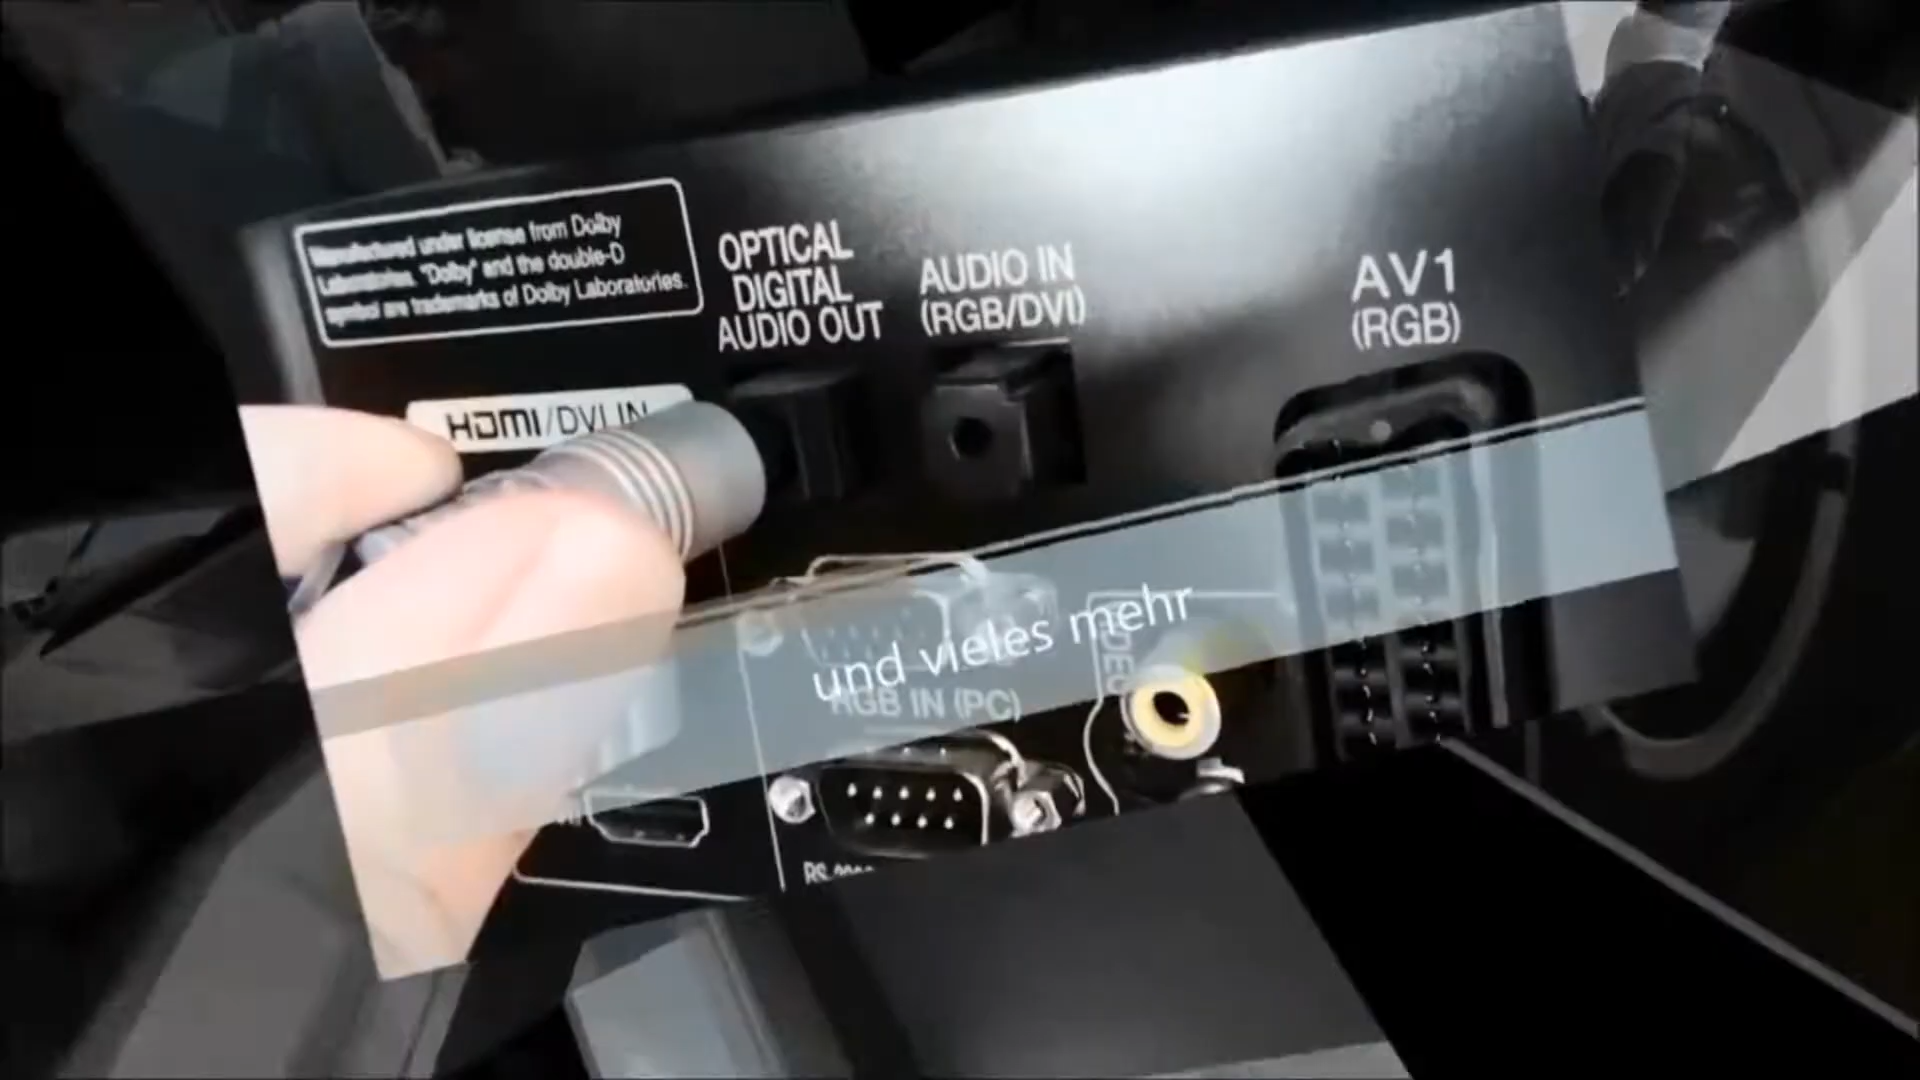 Manufactured under license from Dolby
Laboratories. "Dolby" and the double-D
symbol are trademarks of Dolby Laboratories.
OPTICAL
DIGITAL
AUDIO OUT
AUDIO IN
(RGB/DVI)
AV1
(RGB)
HDMI/DVI IN
und vieles mehr
RGB IN (PC)